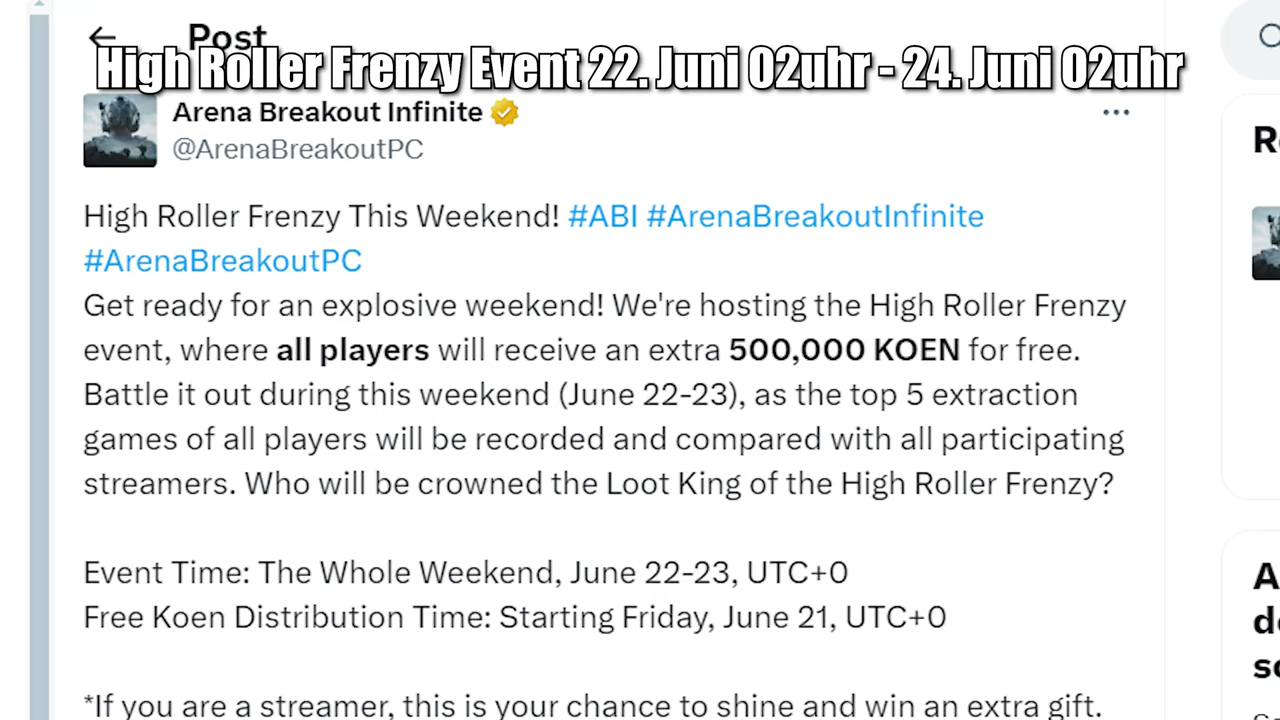 Post
High Roller Frenzy Event 22. Juni 02uhr - 24. Juni 02uhr
Arena Breakout Infinite
@ArenaBreakoutPC
High Roller Frenzy This Weekend! #ABI #ArenaBreakoutInfinite
#ArenaBreakoutPC
Get ready for an explosive weekend! We're hosting the High Roller Frenzy
event, where all players will receive an extra 500,000 KOEN for free.
Battle it out during this weekend (June 22-23), as the top 5 extraction
games of all players will be recorded and compared with all participating
streamers. Who will be crowned the Loot King of the High Roller Frenzy?
Event Time: The Whole Weekend, June 22-23, UTC+0
Free Koen Distribution Time: Starting Friday, June 21, UTC+0
*If you are a streamer, this is your chance to shine and win an extra gift.